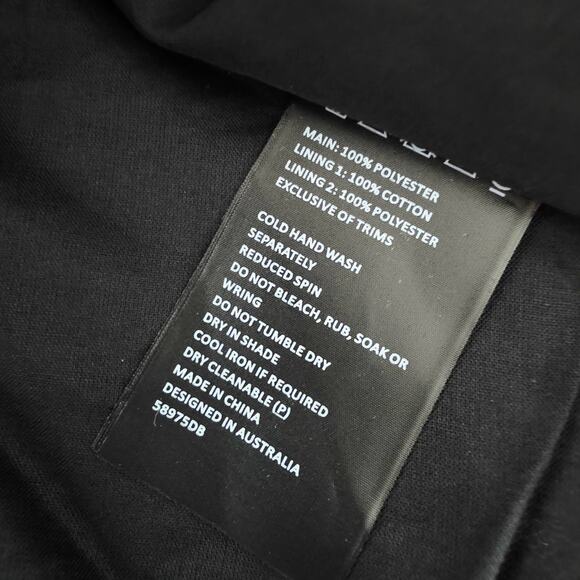 MAIN: 100% POLYESTER
LINING 1: 100% COTTON
LINING 2: 100% POLYESTER
EXCLUSIVE OF TRIMS
COLD HAND WASH
SEPARATELY
REDUCED SPIN
DO NOT BLEACH, RUB, SOAK OR
WRING
DO NOT TUMBLE DRY
DRY IN SHADE
COOL IRON IF REQUIRED
DRY CLEANABLE Ⓟ
MADE IN CHINA
DESIGNED IN AUSTRALIA
58975DB